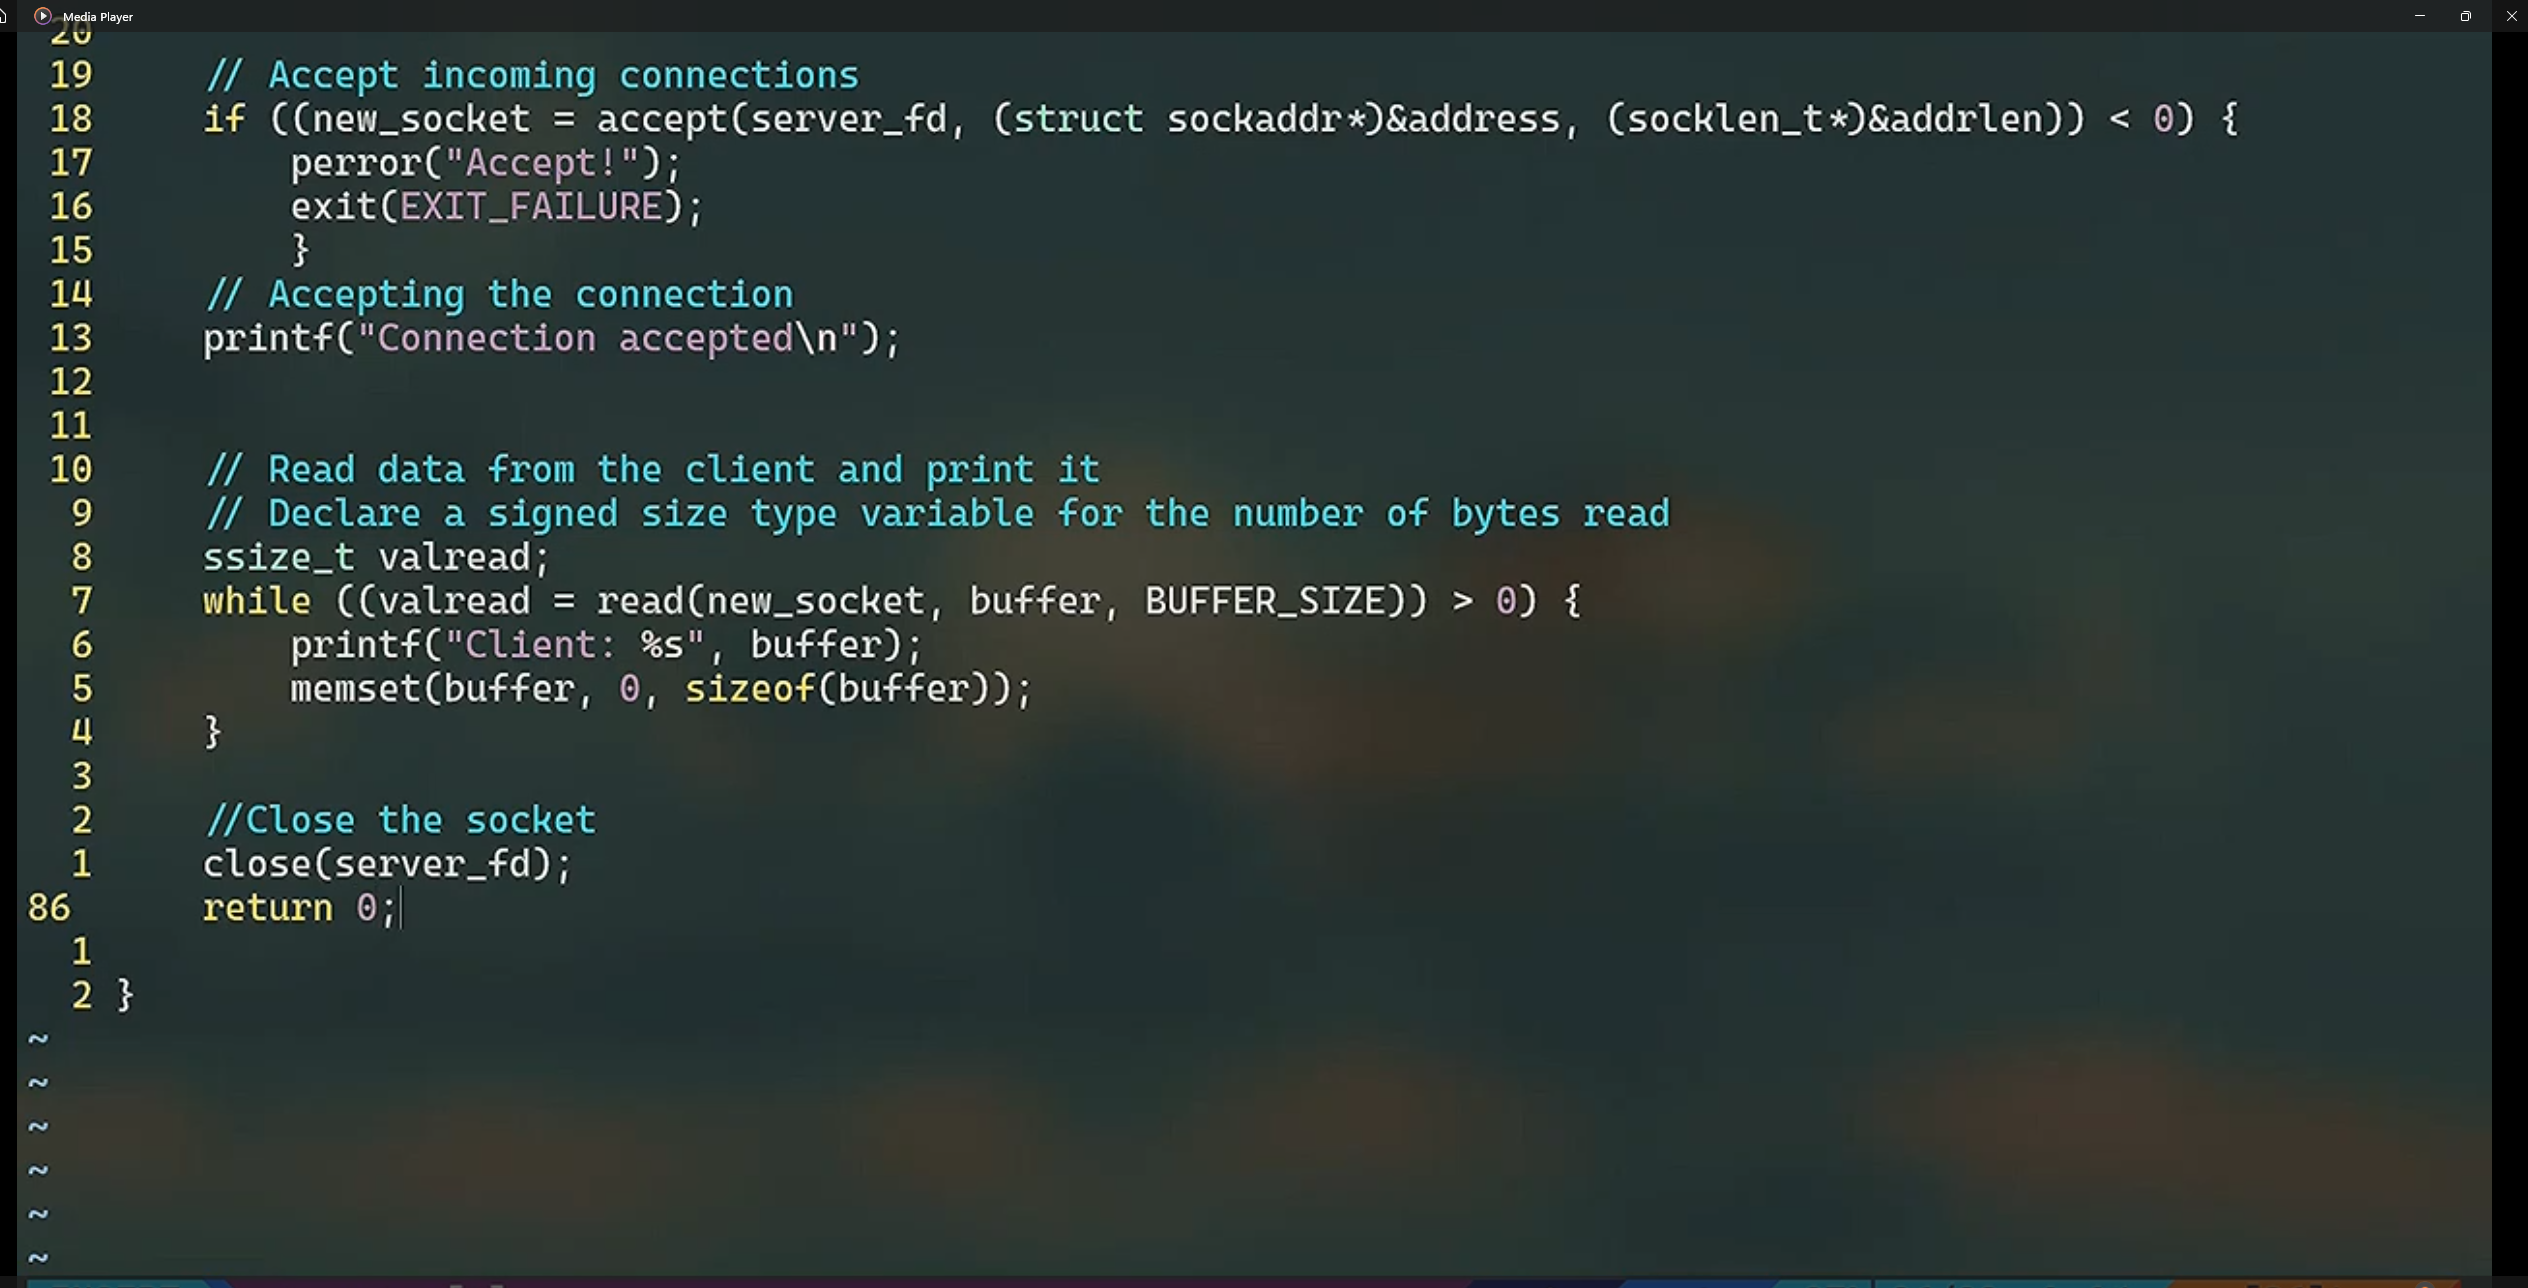 Media Player
20
19 // Accept incoming connections
18 if ((new_socket = accept(server_fd, (struct sockaddr*)&address, (socklen_t*)&addrlen)) < 0) {
17 perror("Accept!");
16 exit(EXIT_FAILURE);
15 }
14 // Accepting the connection
13 printf("Connection accepted\n");
12
11
10 // Read data from the client and print it
9 // Declare a signed size type variable for the number of bytes read
8 ssize_t valread;
7 while ((valread = read(new_socket, buffer, BUFFER_SIZE)) > 0) {
6 printf("Client: %s", buffer);
5 memset(buffer, 0, sizeof(buffer));
4 }
3
2 //Close the socket
1 close(server_fd);
86 return 0;
1
2 }
~
~
~
~
~
~